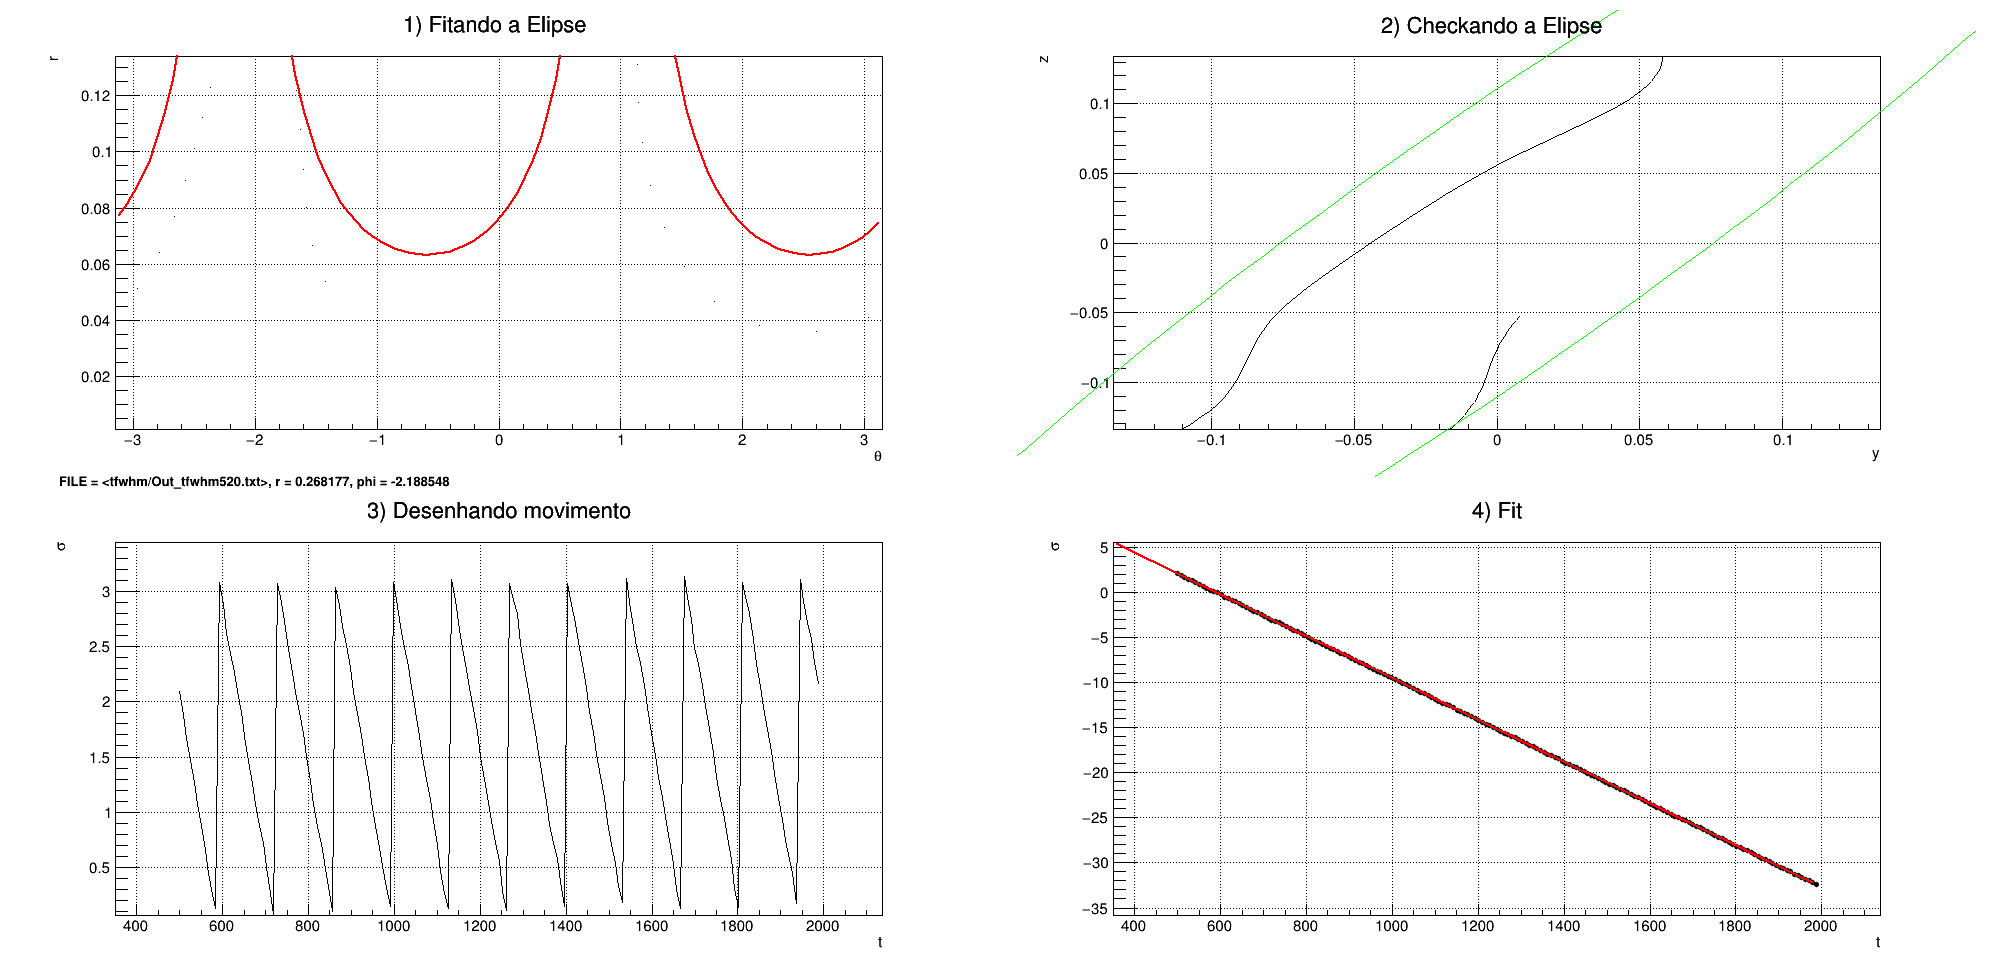 1) Fitando a Elipse
r
0.12
0.1
0.08
0.06
0.04
0.02
−3 −2 −1 0 1 2 3
θ
2) Checkando a Elipse
z
0.1
0.05
0
−0.05
−0.1
−0.1 −0.05 0 0.05 0.1
y
FILE = <tfwhm/Out_tfwhm520.txt>, r = 0.268177, phi = -2.188548
3) Desenhando movimento
σ
3
2.5
2
1.5
1
0.5
400 600 800 1000 1200 1400 1600 1800 2000
t
4) Fit
σ
5
0
−5
−10
−15
−20
−25
−30
−35
400 600 800 1000 1200 1400 1600 1800 2000
t